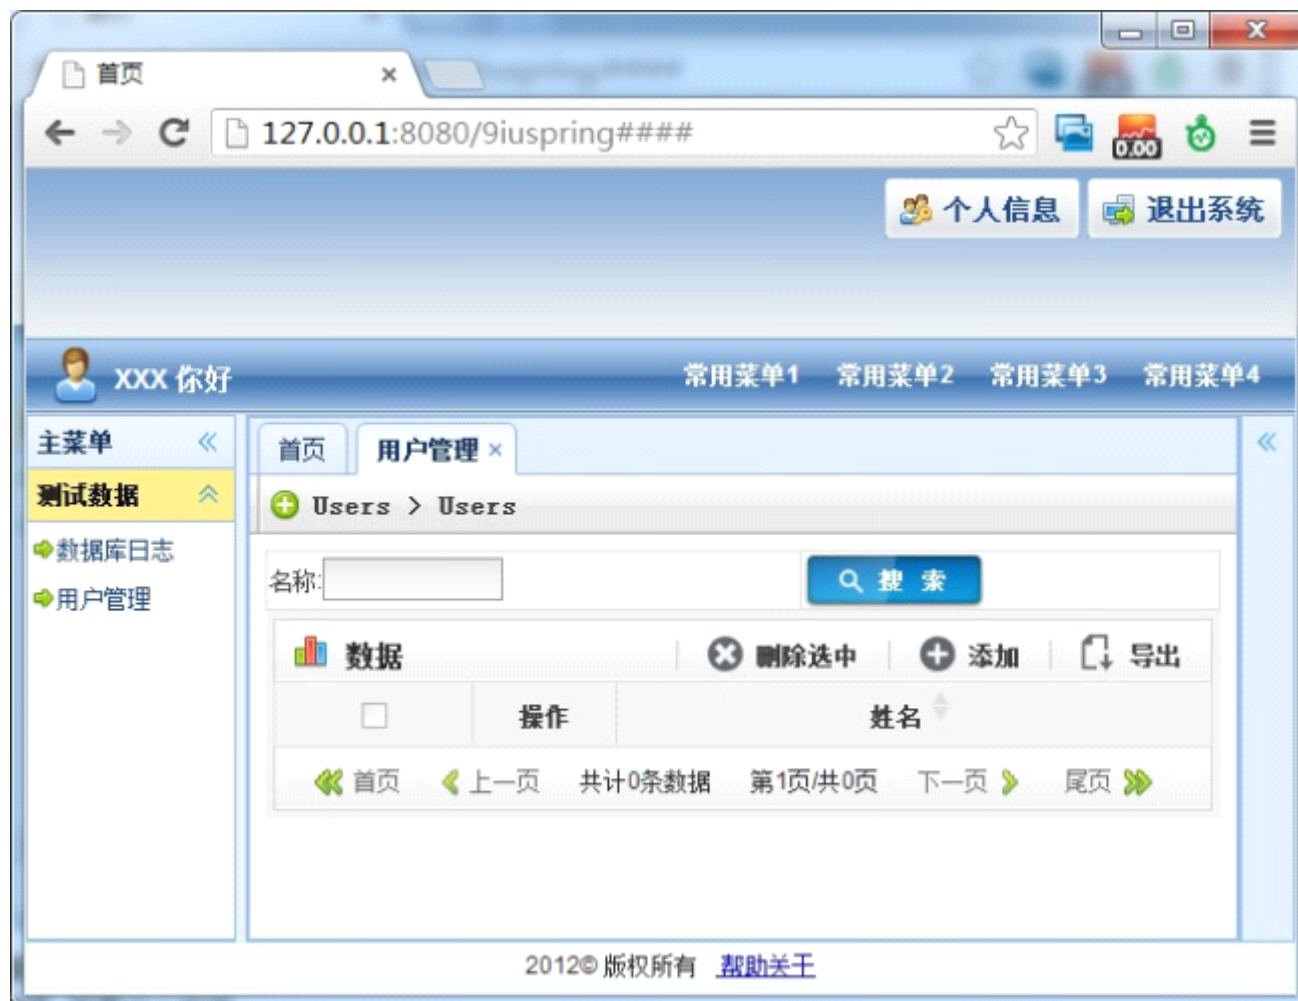 首页
127.0.0.1:8080/9iuspring####
0.00
个人信息 退出系统
XXX 你好 常用菜单1 常用菜单2 常用菜单3 常用菜单4
主菜单
测试数据
数据库日志
用户管理
首页 用户管理
Users > Users
名称: 搜 索
数据 删除选中 添加 导出
操作 姓名
首页 上一页 共计0条数据 第1页/共0页 下一页 尾页
2012© 版权所有 帮助关于